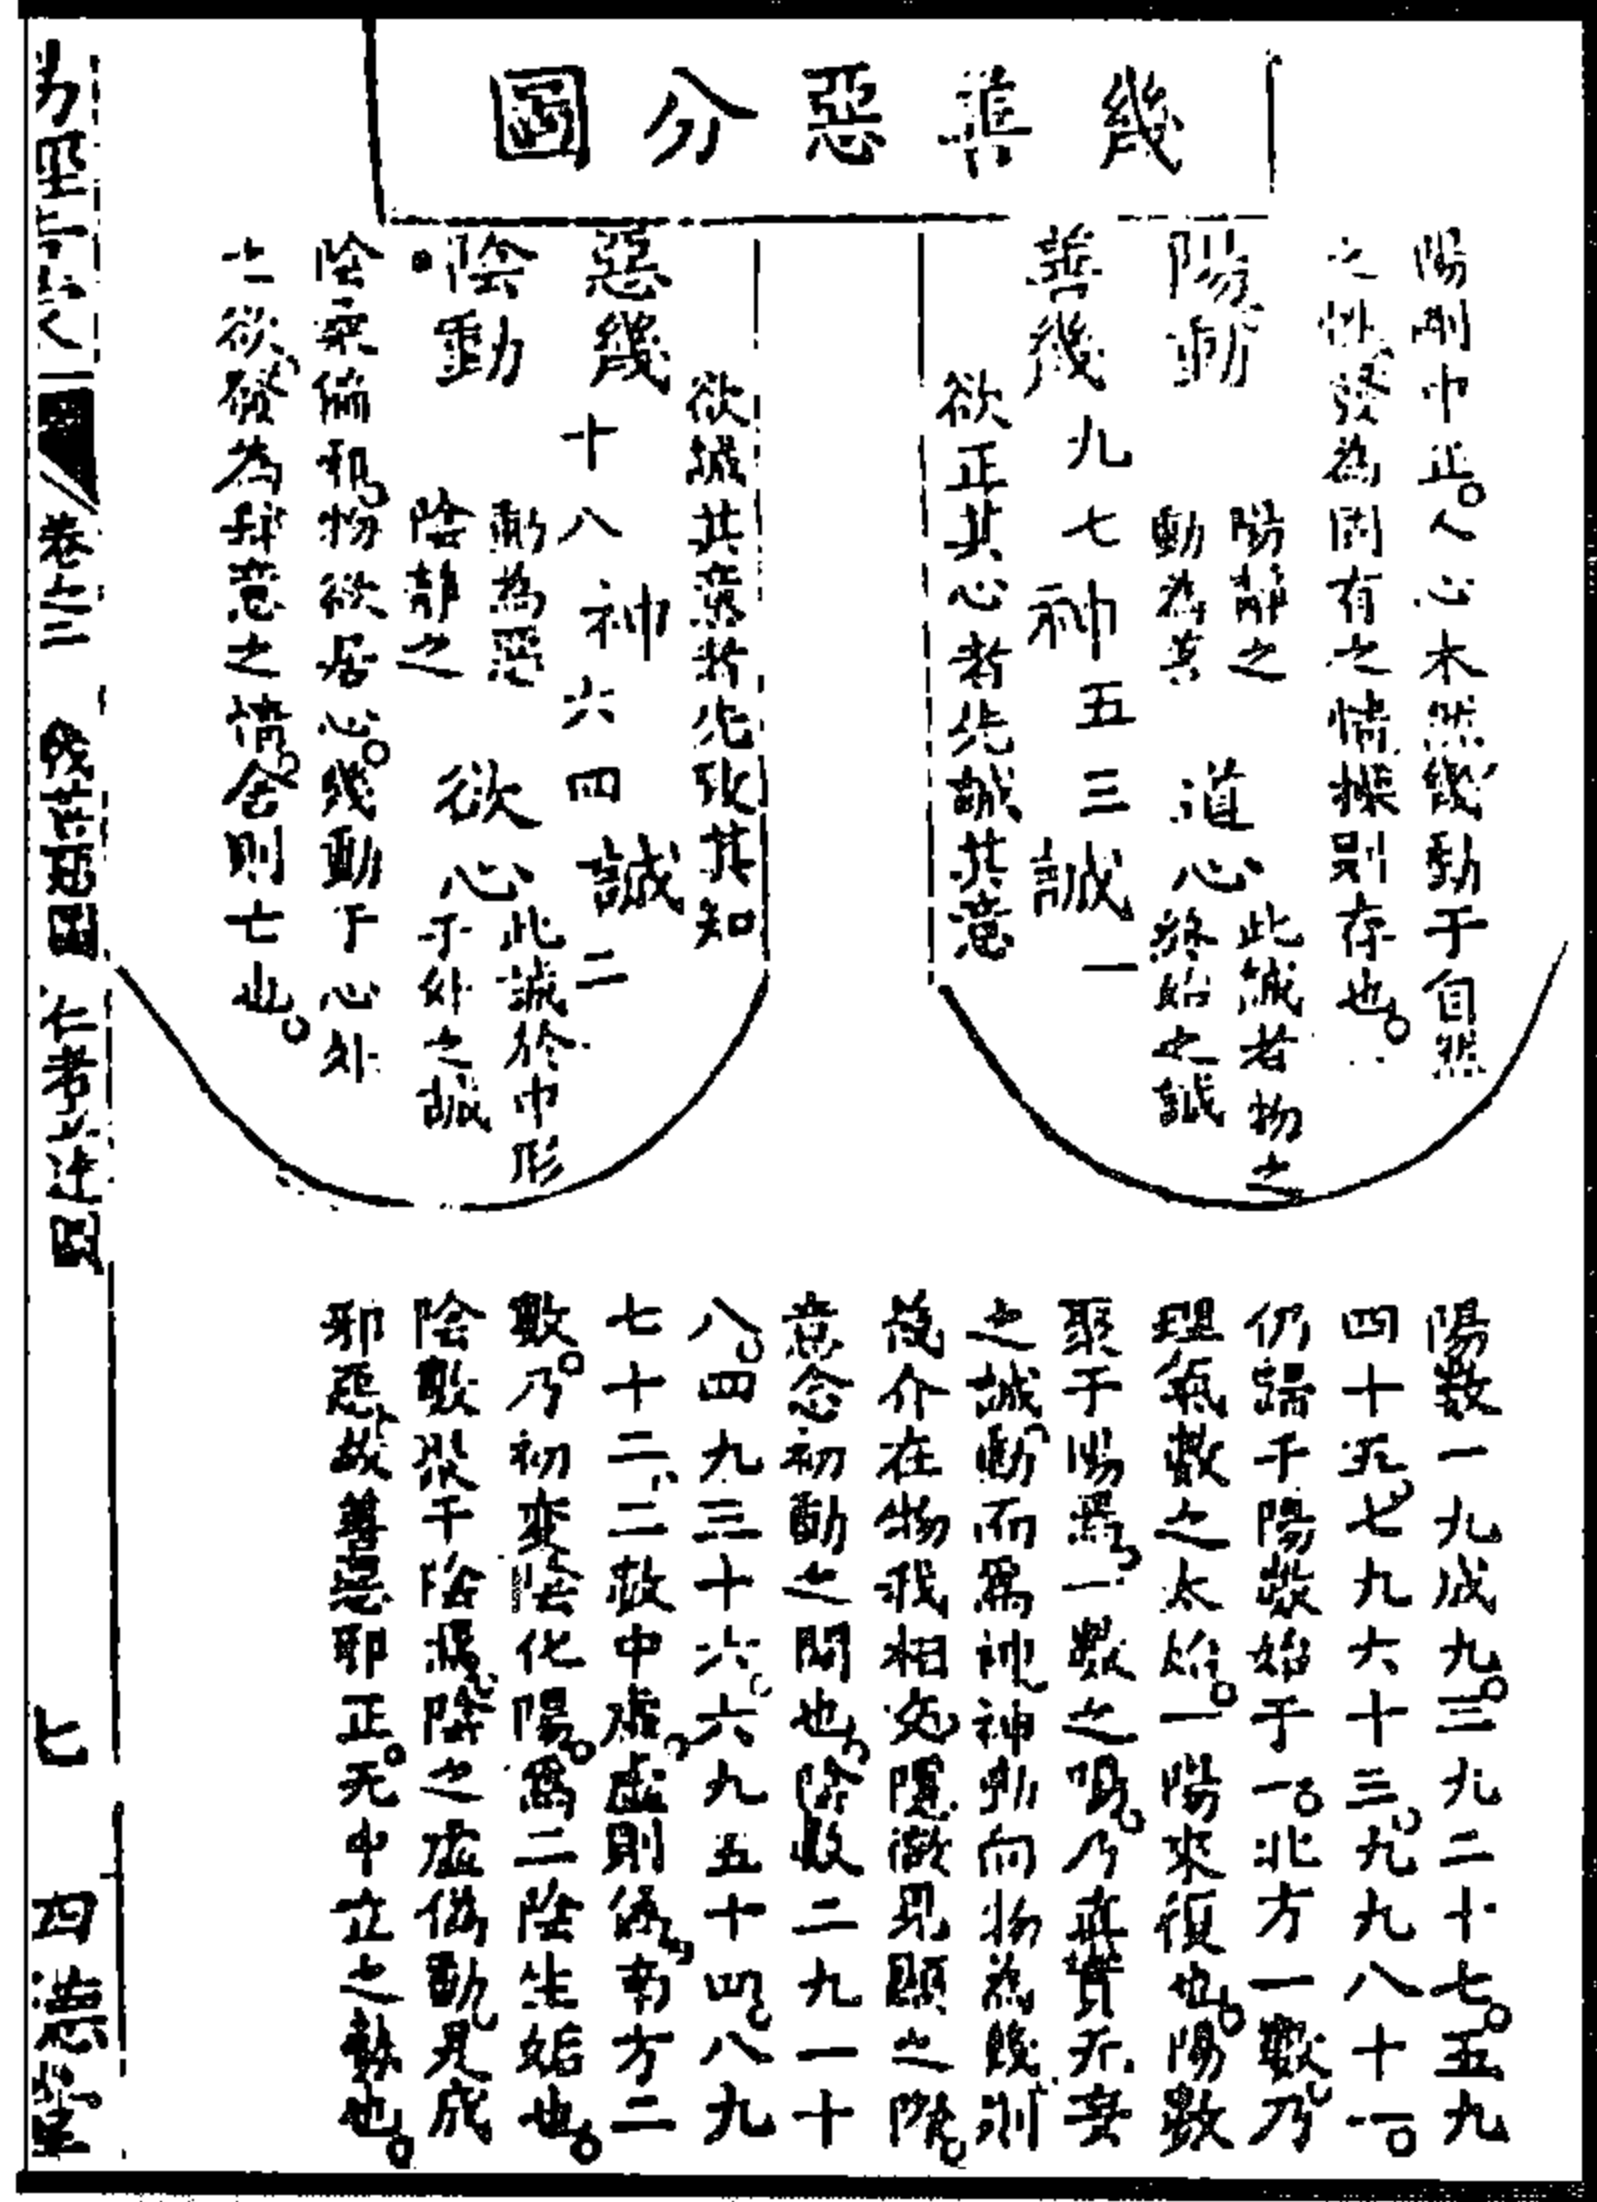 幾善惡分圖
陽剛中正。人心本然幾動于自然
之性、發為固有之情操則存也。
陽動
陽靜之
動為善
道心
此誠者物之
終始之誠
善幾
九七神五三誠一
欲正其心者先誠其意
欲誠其意者先致其知
惡幾
十八神六四誠二
陰動
動為惡
陰靜之
欲心
此誠於中形
于外之誠
陰柔偏邪、物欲居心。幾動于心外
之欲、發為邪意之情。舍則亡也。
陽數一九成九。三九二十七。五九
四十五、七九六十三、九九八十一。
仍歸于陽數始于一。北方一數、乃
理氣數之太始。一陽來復也。陽數
聚于陽焉、一數之實、乃真實无妄
之誠、動而為神、神動向物為幾、則
幾介在物我相交、隱微見顯之際、
意念初動之間也。陰收二九一十
八。四九三十六。六九五十四。八九
七十二、二數中虛、虛則偽、南方二
數。乃初變陰化陽。為二陰生姤也。
陰數聚于陰焉、陰之虛偽動、見成
邪惡、故善惡邪正。无中立之勢也。
卷之三
幾善惡圖
七
四德堂